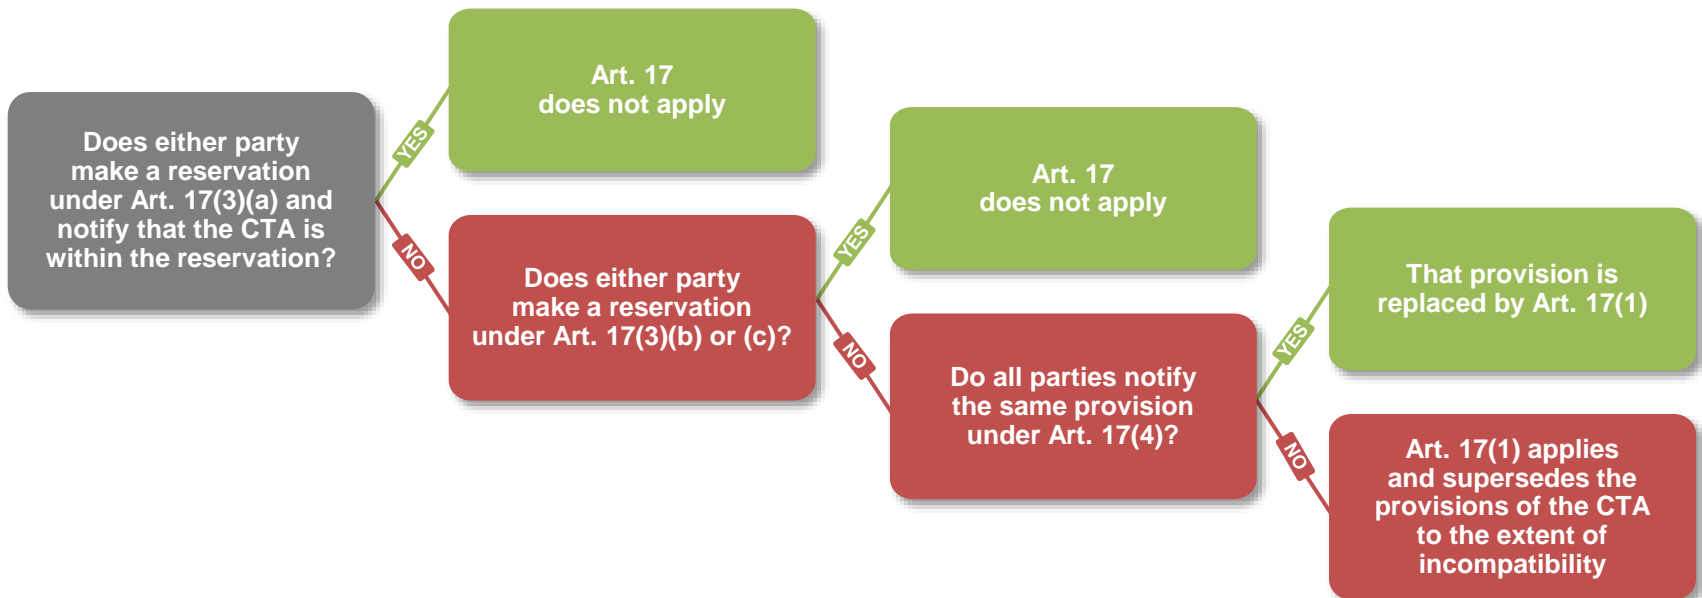 Does either party
make a reservation
under Art. 17(3)(a) and
notify that the CTA is
within the reservation?
YES
Art. 17
does not apply
NO
Does either party
make a reservation
under Art. 17(3)(b) or (c)?
YES
Art. 17
does not apply
NO
Do all parties notify
the same provision
under Art. 17(4)?
YES
That provision is
replaced by Art. 17(1)
NO
Art. 17(1) applies
and supersedes the
provisions of the CTA
to the extent of
incompatibility